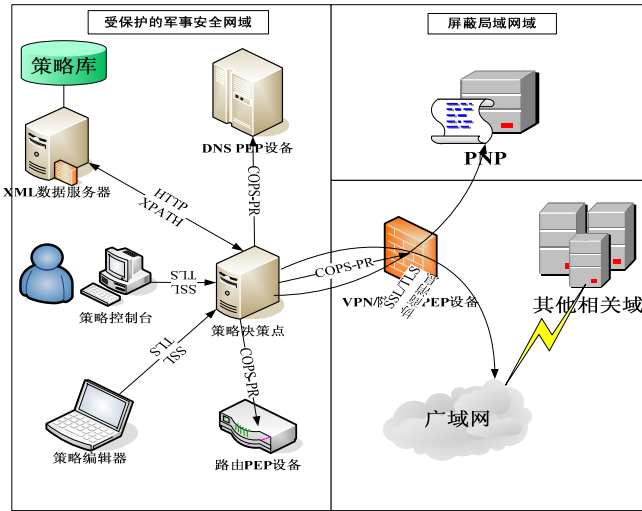 受保护的军事安全网域
屏蔽局域网域
策略库
DNS PEP设备
PNP
XML数据服务器
HTTP
XPATH
COPS-PR
SSL
TLS
COPS-PR
SSL/TLS
VPN/
PEP设备
其他相关域
策略控制台
策略决策点
SSL
TLS
COPS-PR
广域网
策略编辑器
路由PEP设备